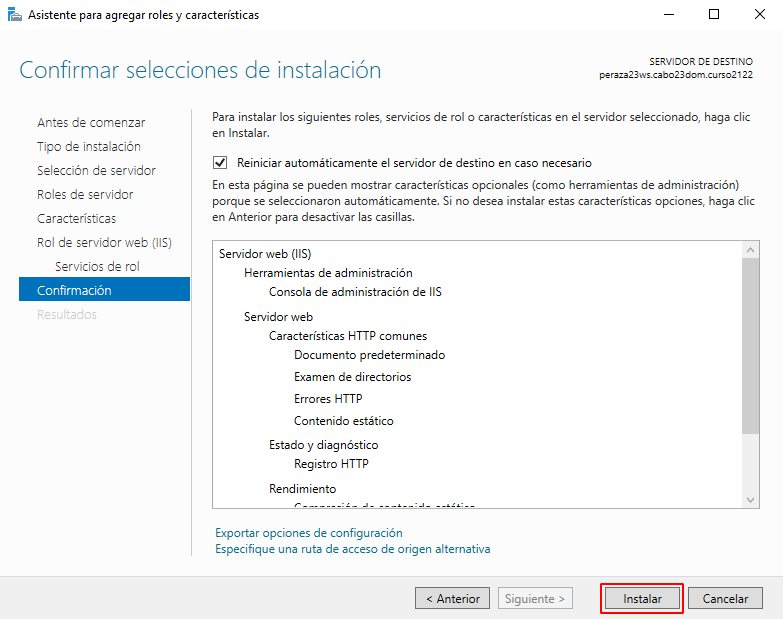 Asistente para agregar roles y características
Confirmar selecciones de instalación
SERVIDOR DE DESTINO
peraza23ws.cabo23dom.curso2122
Antes de comenzar
Tipo de instalación
Selección de servidor
Roles de servidor
Características
Rol de servidor web (IIS)
Servicios de rol
Confirmación
Resultados
Para instalar los siguientes roles, servicios de rol o características en el servidor seleccionado, haga clic
en Instalar.
Reiniciar automáticamente el servidor de destino en caso necesario
En esta página se pueden mostrar características opcionales (como herramientas de administración)
porque se seleccionaron automáticamente. Si no desea instalar estas características opciones, haga clic
en Anterior para desactivar las casillas.
Servidor web (IIS)
Herramientas de administración
Consola de administración de IIS
Servidor web
Características HTTP comunes
Documento predeterminado
Examen de directorios
Errores HTTP
Contenido estático
Estado y diagnóstico
Registro HTTP
Rendimiento
Compresión de contenido estático
Exportar opciones de configuración
Especifique una ruta de acceso de origen alternativa
< Anterior
Siguiente >
Instalar
Cancelar